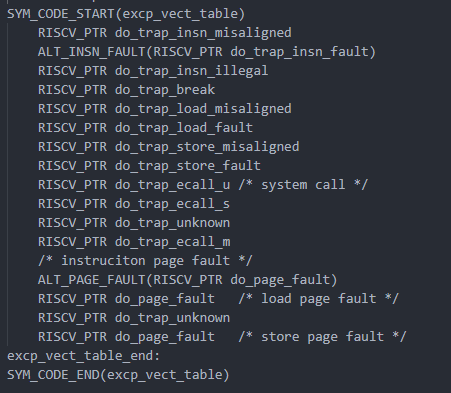 SYM_CODE_START(excp_vect_table)
RISCV_PTR do_trap_insn_misaligned
ALT_INSN_FAULT(RISCV_PTR do_trap_insn_fault)
RISCV_PTR do_trap_insn_illegal
RISCV_PTR do_trap_break
RISCV_PTR do_trap_load_misaligned
RISCV_PTR do_trap_load_fault
RISCV_PTR do_trap_store_misaligned
RISCV_PTR do_trap_store_fault
RISCV_PTR do_trap_ecall_u /* system call */
RISCV_PTR do_trap_ecall_s
RISCV_PTR do_trap_unknown
RISCV_PTR do_trap_ecall_m
/* instruciton page fault */
ALT_PAGE_FAULT(RISCV_PTR do_page_fault)
RISCV_PTR do_page_fault   /* load page fault */
RISCV_PTR do_trap_unknown
RISCV_PTR do_page_fault   /* store page fault */
excp_vect_table_end:
SYM_CODE_END(excp_vect_table)